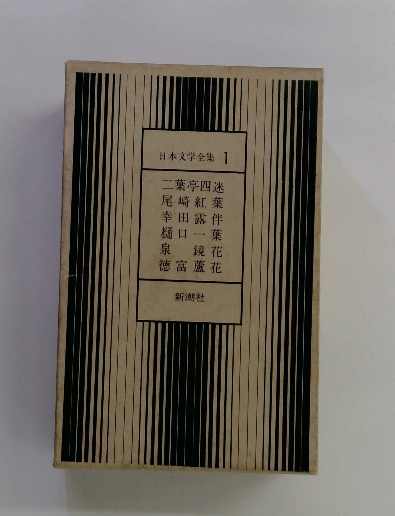 日本文学全集 1
二葉亭四迷
尾崎紅葉
幸田露伴
樋口一葉
泉鏡花
徳富蘆花
新潮社